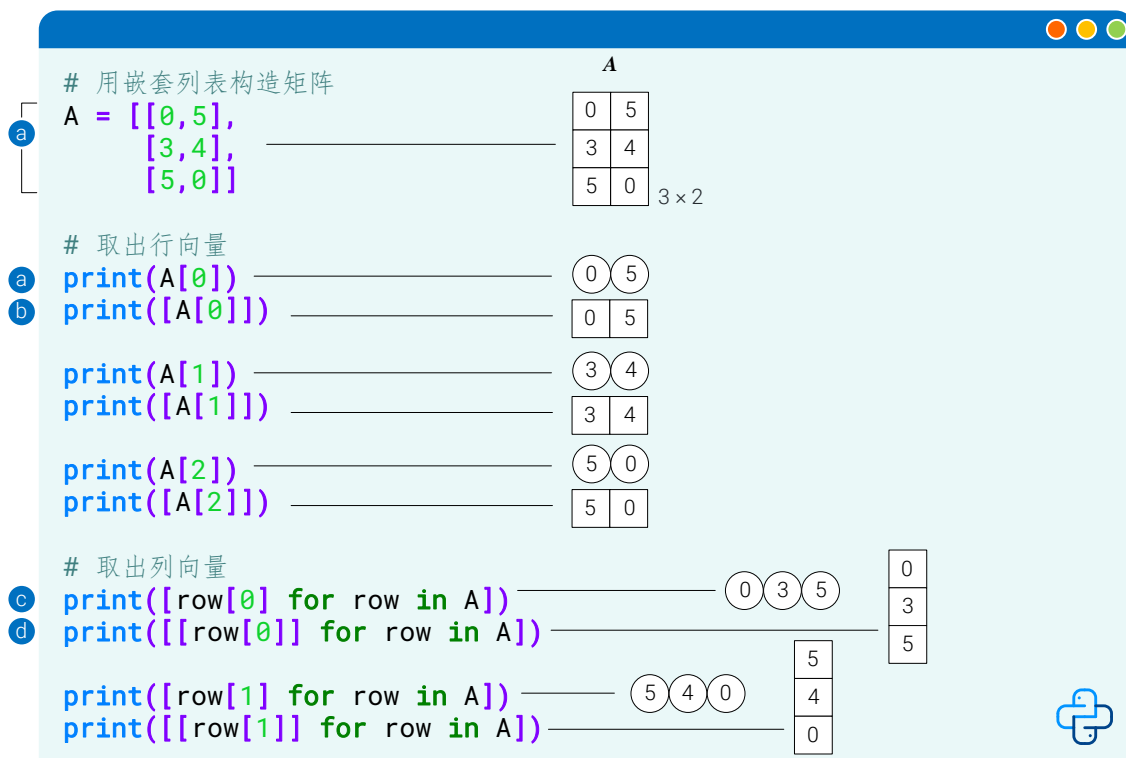 A
# 用嵌套列表构造矩阵
a
A = [[0,5],
[3,4],
[5,0]]
0 5
3 4
5 0
3 × 2
# 取出行向量
a print(A[0]) 0 5
b print([A[0]]) 0 5
print(A[1]) 3 4
print([A[1]]) 3 4
print(A[2]) 5 0
print([A[2]]) 5 0
# 取出列向量
c print([row[0] for row in A]) 0 3 5
d print([[row[0]] for row in A])
0
3
5
print([row[1] for row in A]) 5 4 0
print([[row[1]] for row in A])
5
4
0